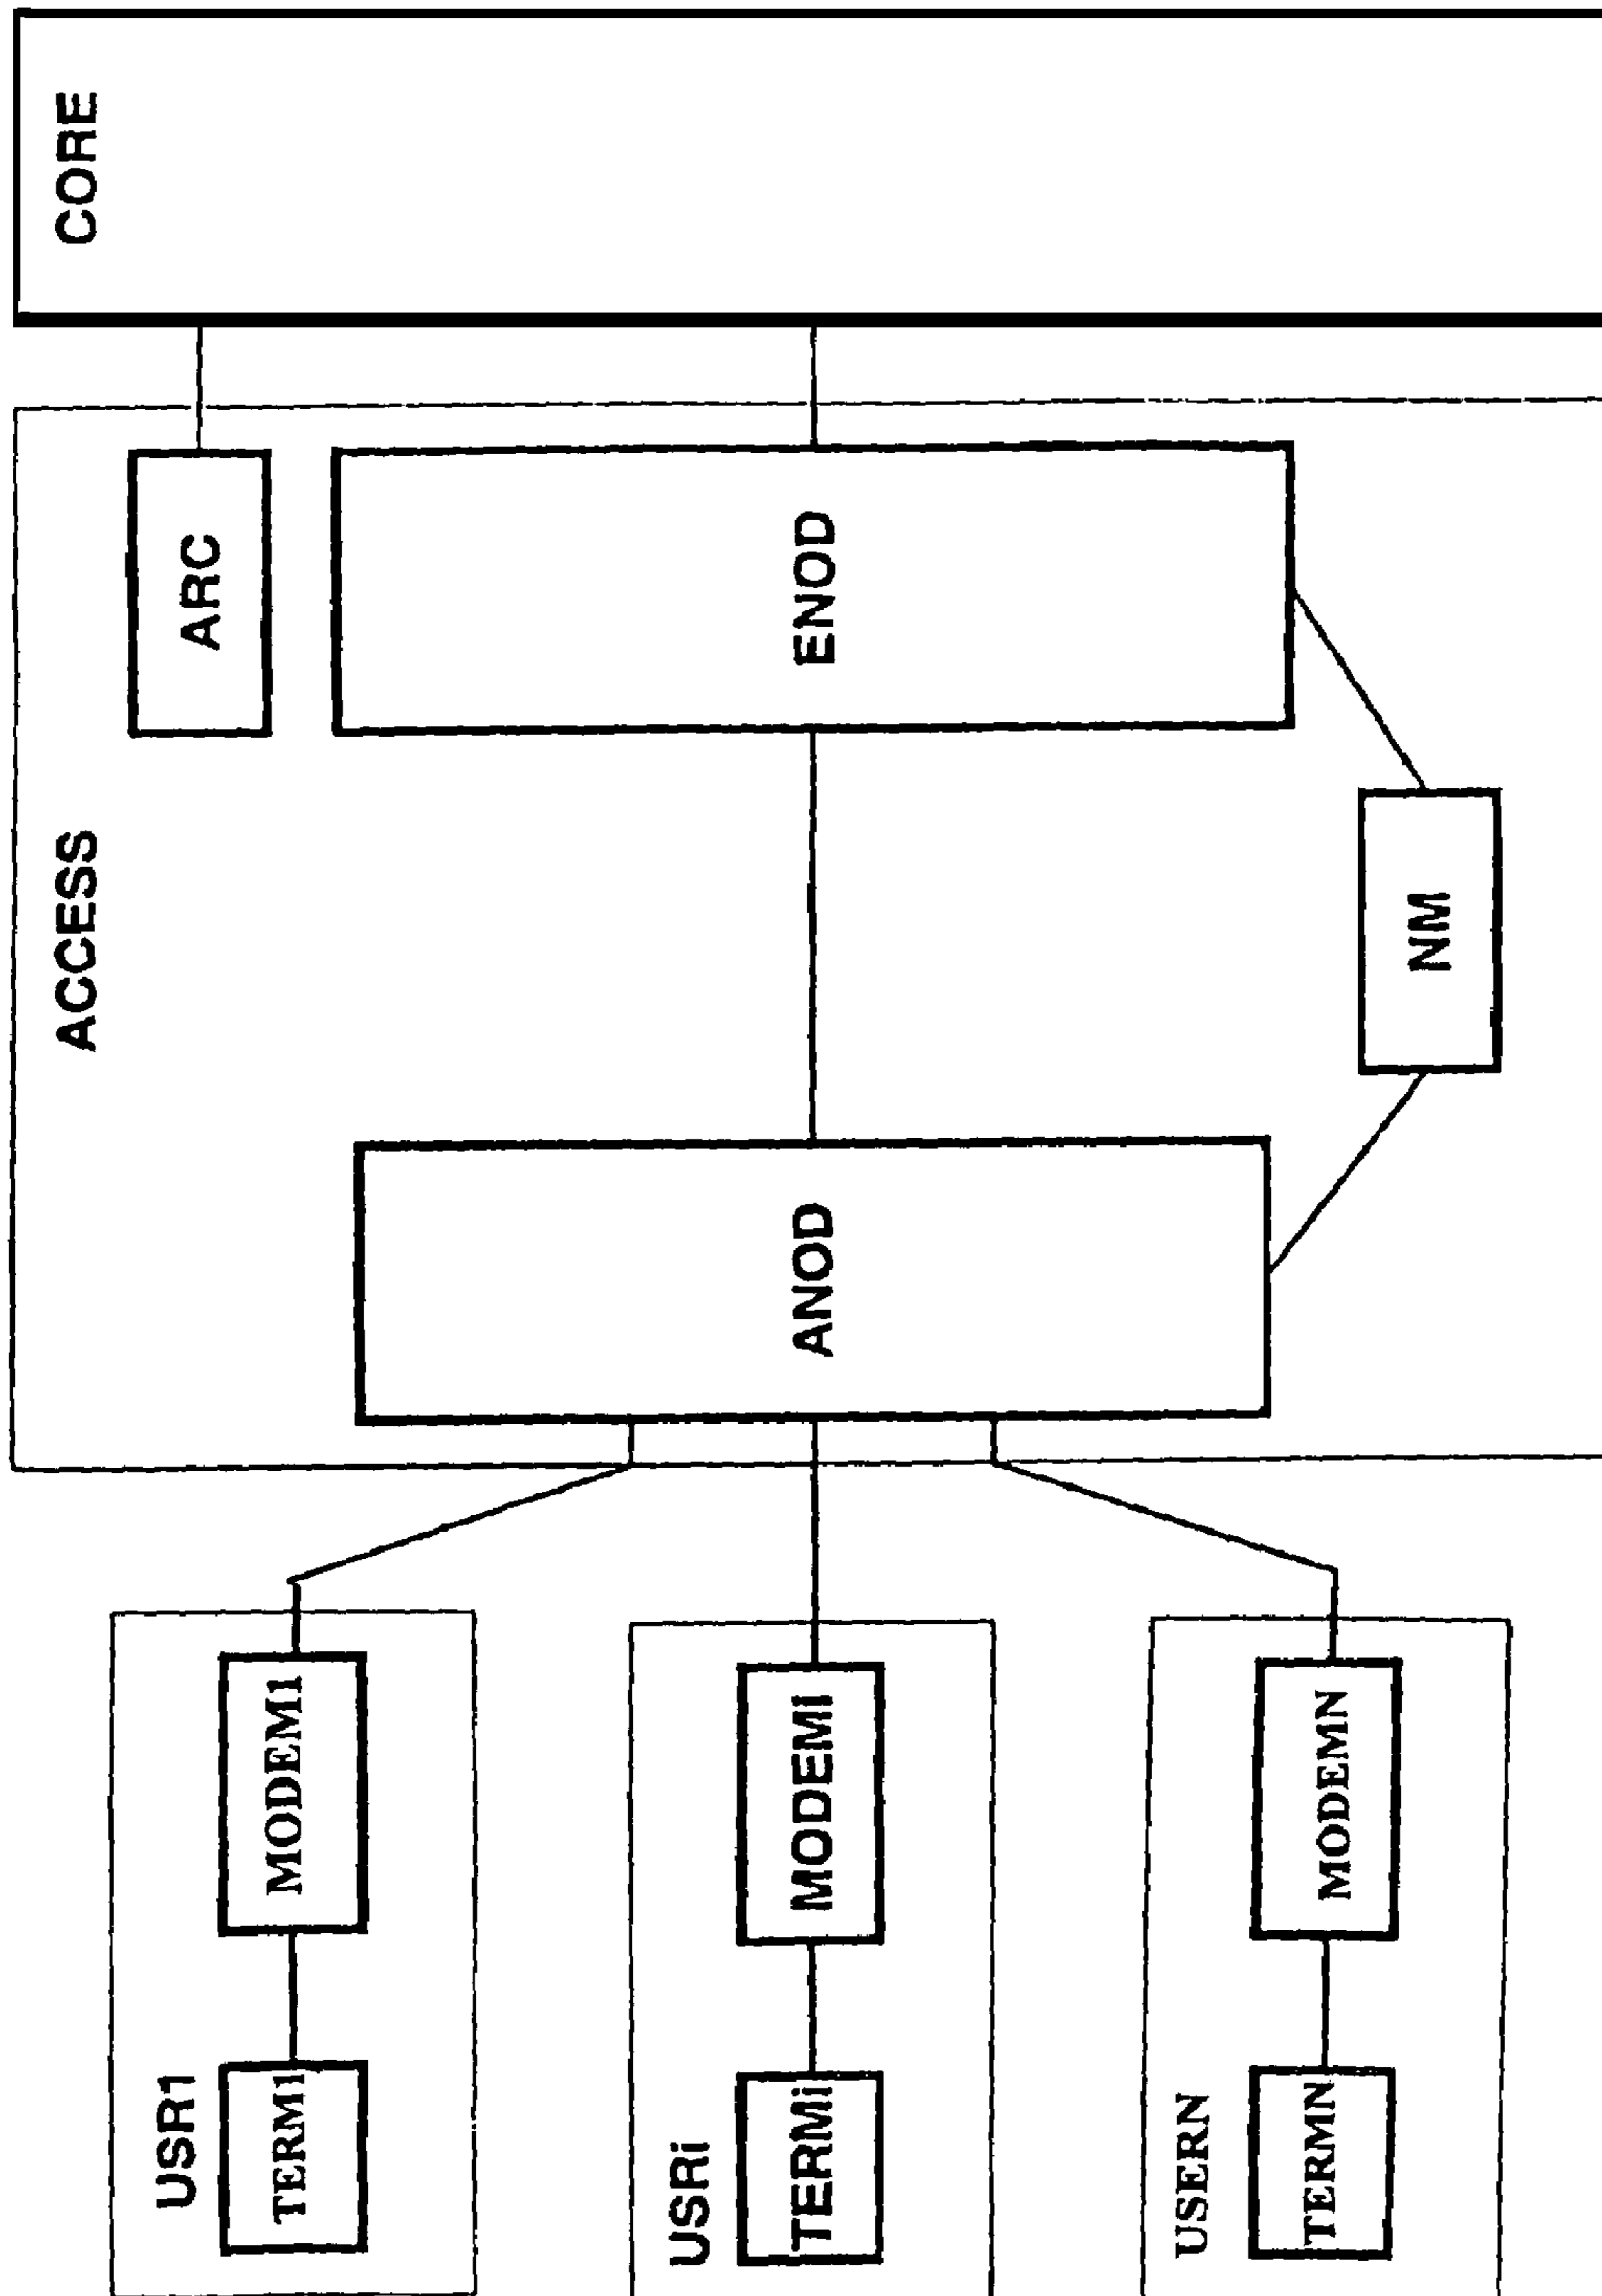 USR1
TERM1
MODEM1
USRi
TERMi
MODEMi
USERN
TERMN
MODEMN
ACCESS
ANOD
NM
ENOD
ARC
CORE